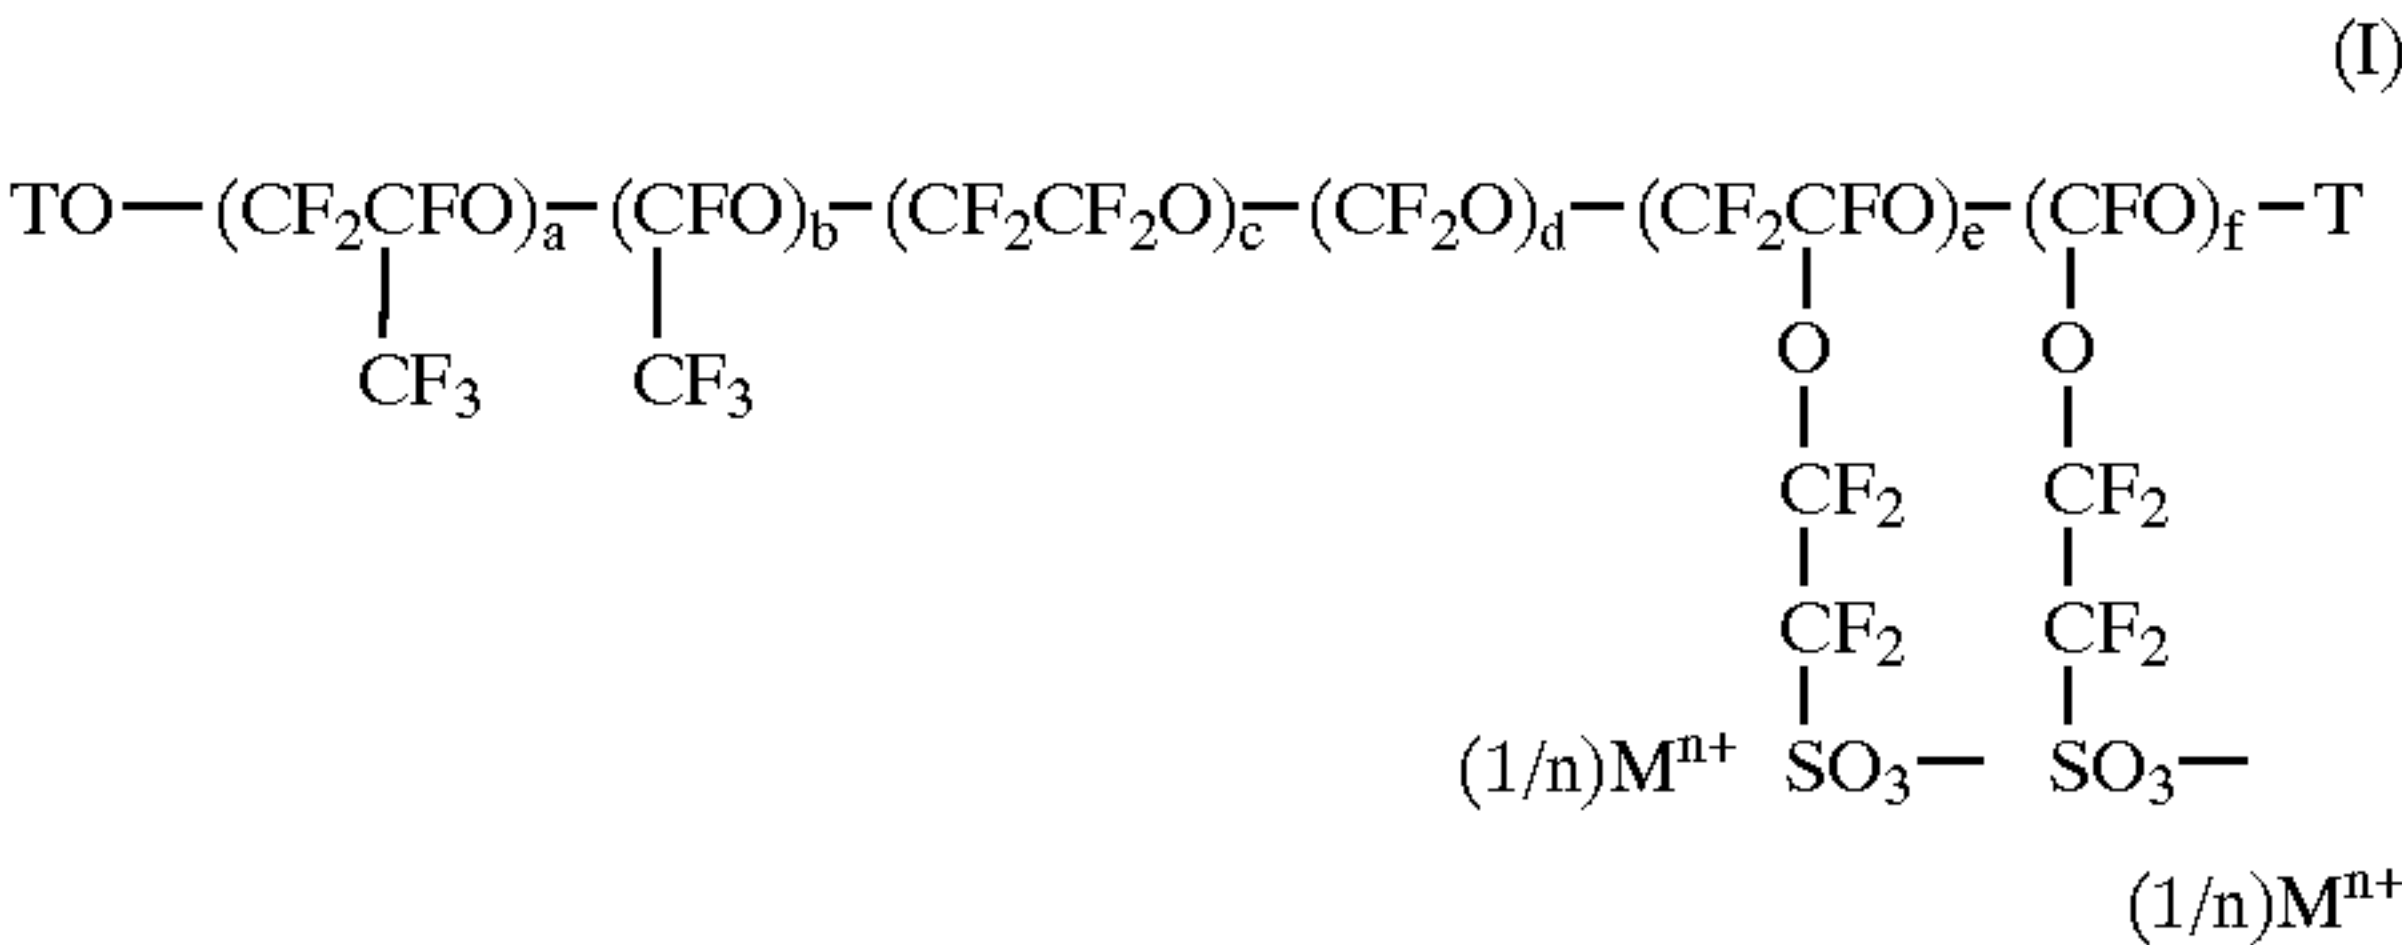 (I)
TO—(CF₂CFO)ₐ—(CFO)b—(CF₂CF₂O)c—(CF₂O)d—(CF₂CFO)ₑ—(CFO)f—T
O O
CF₃ CF₃
CF₂ CF₂
CF₂ CF₂
(1/n)Mⁿ⁺ SO₃— SO₃—
(1/n)Mⁿ⁺